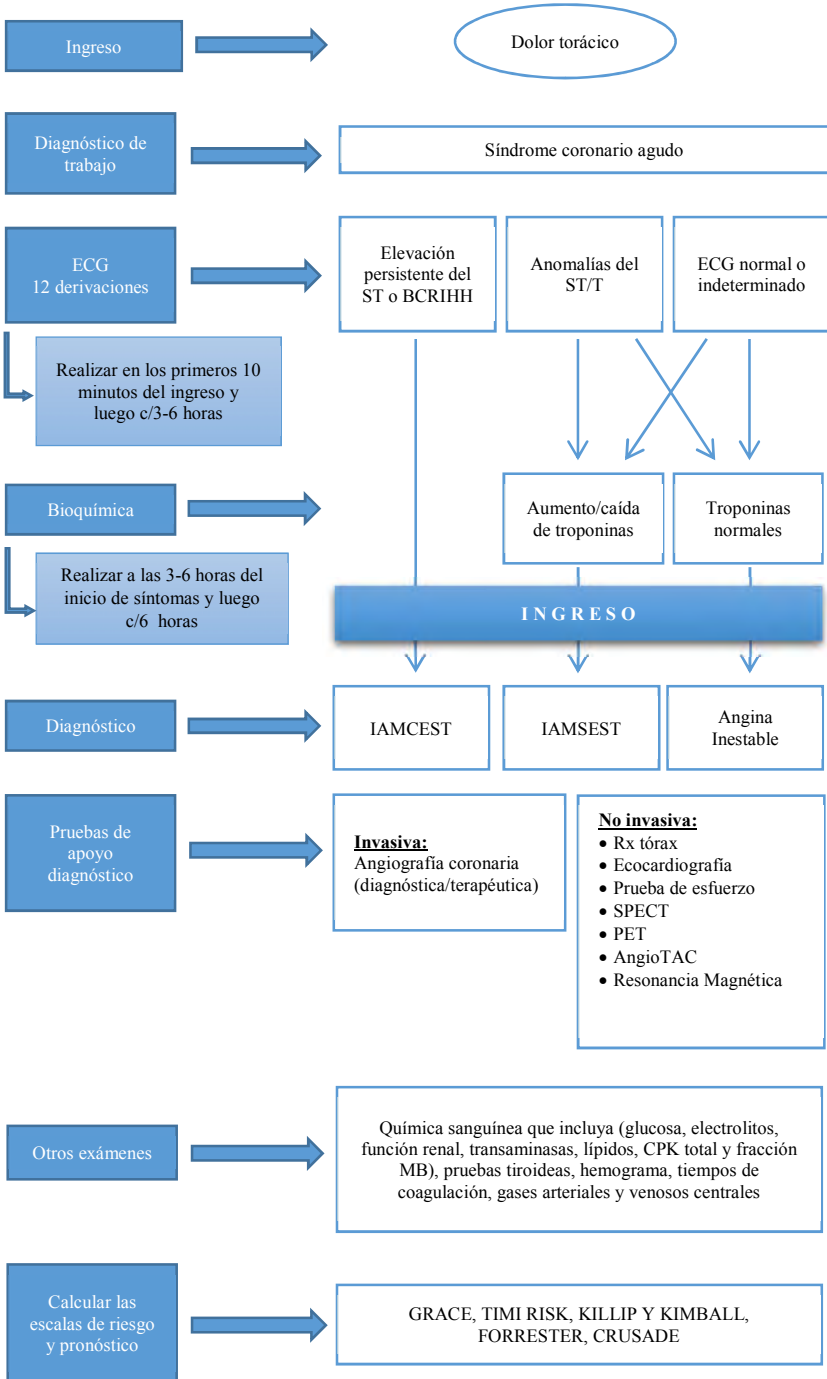 Ingreso
Dolor torácico
Diagnóstico de
trabajo
Síndrome coronario agudo
ECG
12 derivaciones
Elevación
persistente del
ST o BCRIHH
Anomalías del
ST/T
ECG normal o
indeterminado
Realizar en los primeros 10
minutos del ingreso y
luego c/3-6 horas
Bioquímica
Aumento/caída
de troponinas
Troponinas
normales
Realizar a las 3-6 horas del
inicio de síntomas y luego
c/6 horas
INGRESO
Diagnóstico
IAMCEST
IAMSEST
Angina
Inestable
Pruebas de
apoyo
diagnóstico
Invasiva:
Angiografía coronaria
(diagnóstica/terapéutica)
No invasiva:
• Rx tórax
• Ecocardiografía
• Prueba de esfuerzo
• SPECT
• PET
• AngioTAC
• Resonancia Magnética
Otros exámenes
Química sanguínea que incluya (glucosa, electrolitos,
función renal, transaminasas, lípidos, CPK total y fracción
MB), pruebas tiroideas, hemograma, tiempos de
coagulación, gases arteriales y venosos centrales
Calcular las
escalas de riesgo
y pronóstico
GRACE, TIMI RISK, KILLIP Y KIMBALL,
FORRESTER, CRUSADE